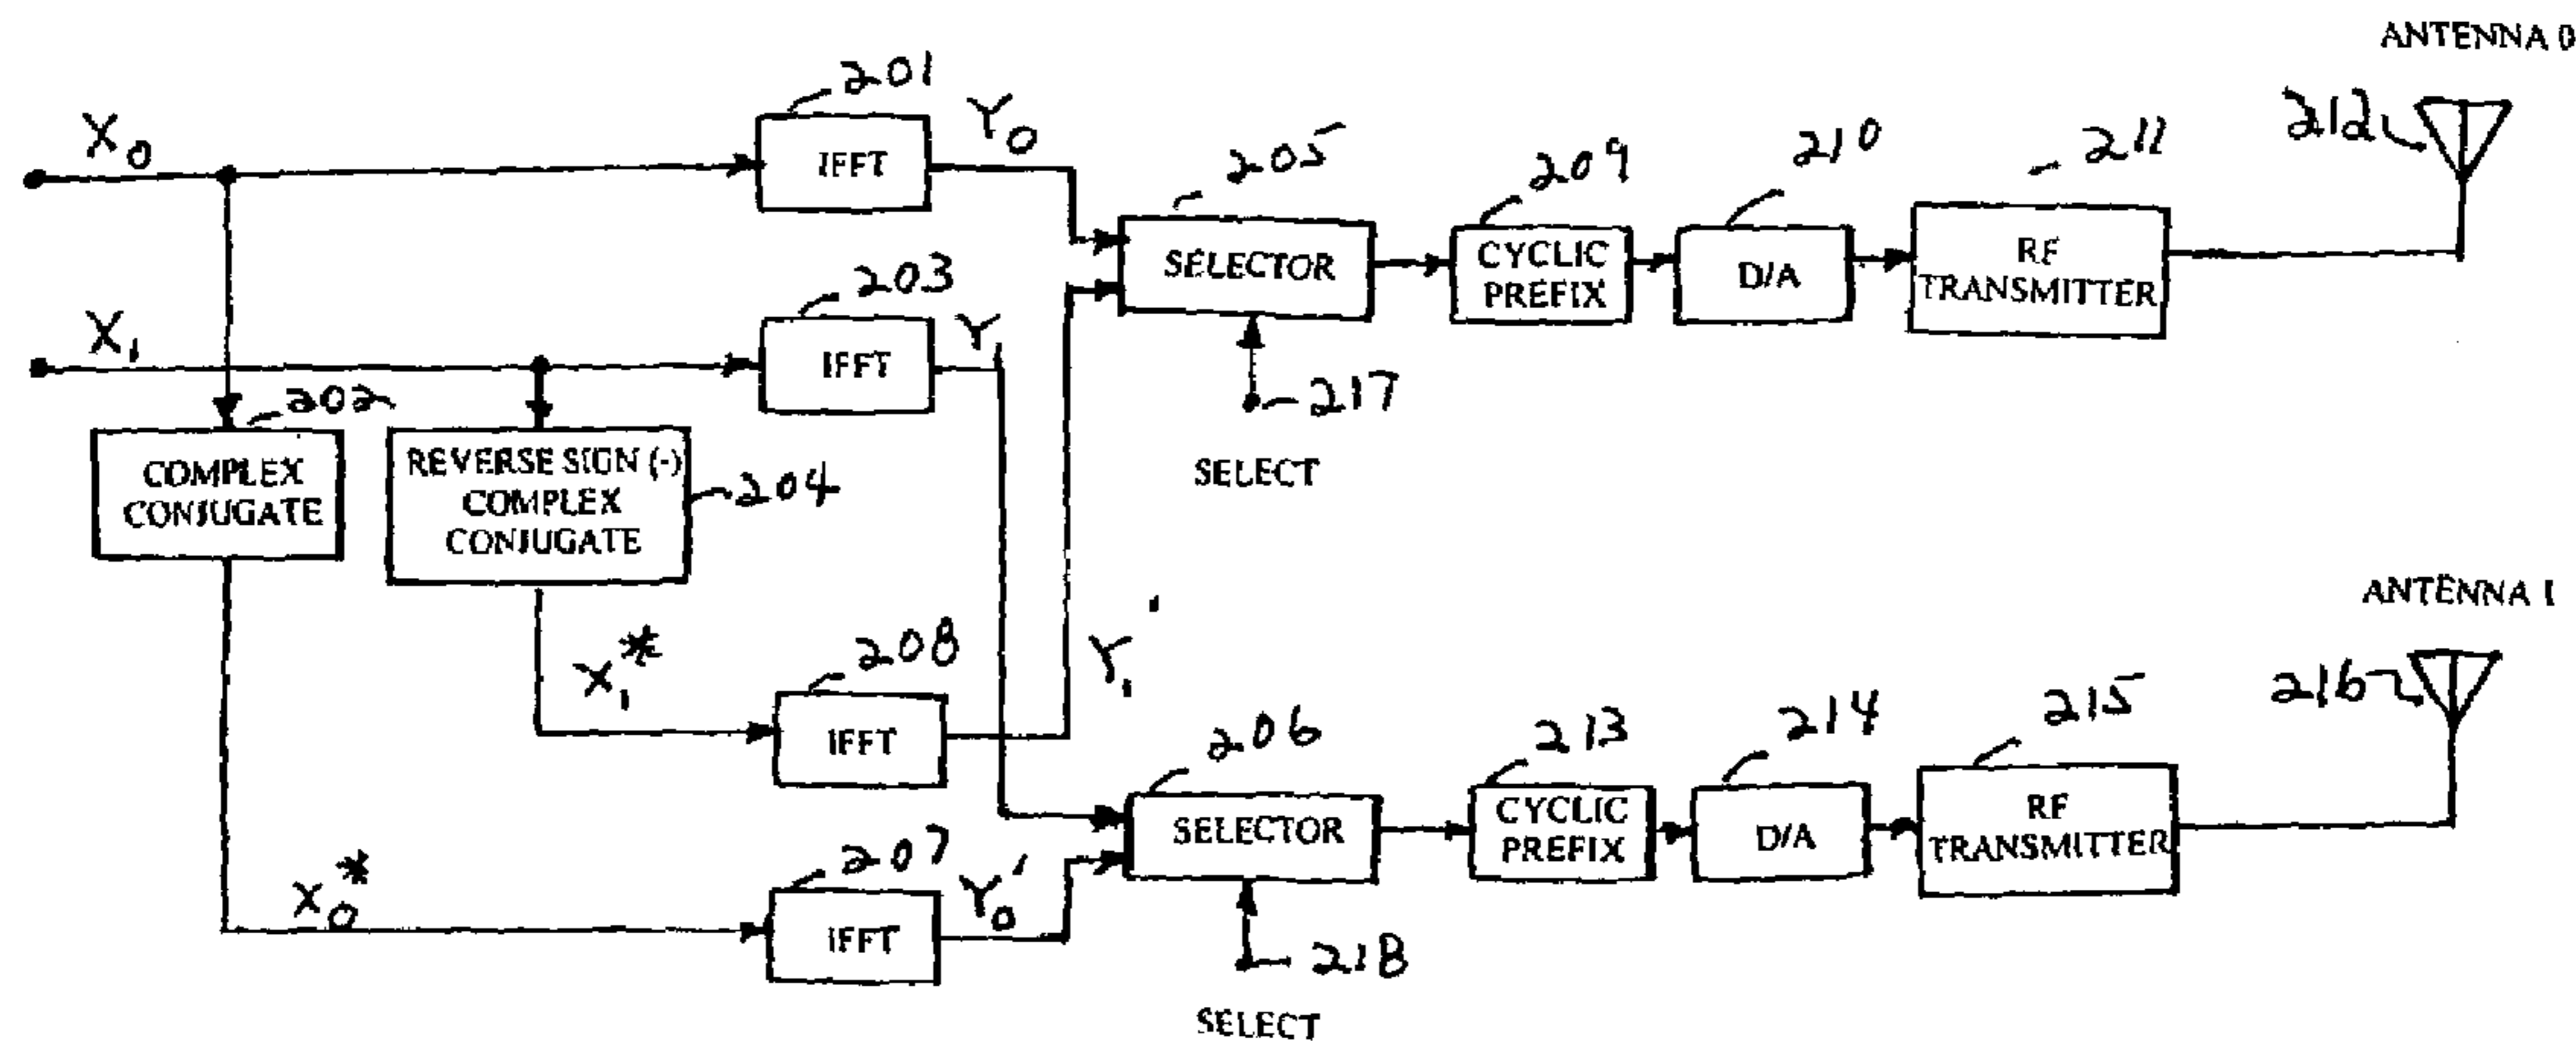 ANTENNA 0
X₀
201
IFFT
Y₀
205
SELECTOR
209
CYCLIC
PREFIX
210
D/A
211
RF
TRANSMITTER
212
X₁
203
IFFT
Y₁
217
SELECT
202
COMPLEX
CONJUGATE
REVERSE SIGN (-)
COMPLEX
CONJUGATE
204
ANTENNA 1
X₁*
208
IFFT
Y₁'
206
SELECTOR
213
CYCLIC
PREFIX
214
D/A
215
RF
TRANSMITTER
216
X₀*
207
IFFT
Y₀'
218
SELECT